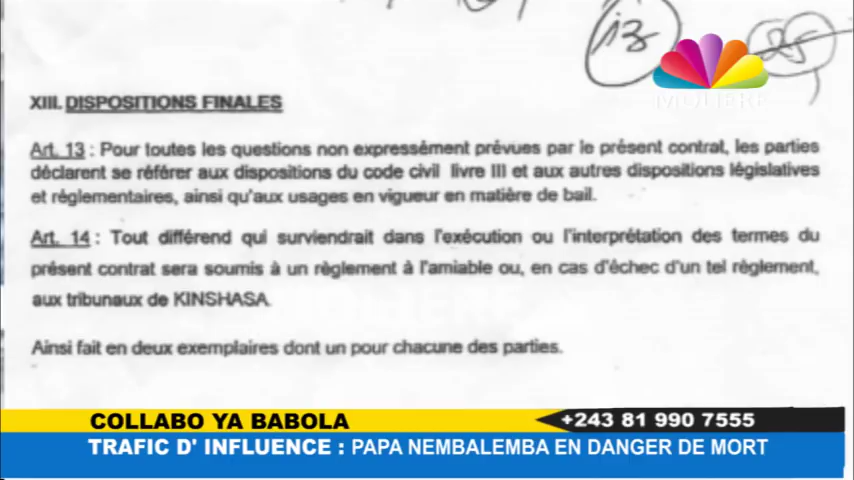 13
MOLIERE
XIII. DISPOSITIONS FINALES
Art. 13 : Pour toutes les questions non expressément prévues par le présent contrat, les parties
déclarent se référer aux dispositions du code civil livre III et aux autres dispositions législatives
et réglementaires, ainsi qu'aux usages en vigueur en matière de bail.
Art. 14 : Tout différend qui surviendrait dans l'exécution ou l'interprétation des termes du
présent contrat sera soumis à un règlement à l'amiable ou, en cas d'échec d'un tel règlement,
aux tribunaux de KINSHASA.
Ainsi fait en deux exemplaires dont un pour chacune des parties.
COLLABO YA BABOLA
+243 81 990 7555
TRAFIC D' INFLUENCE : PAPA NEMBALEMBA EN DANGER DE MORT